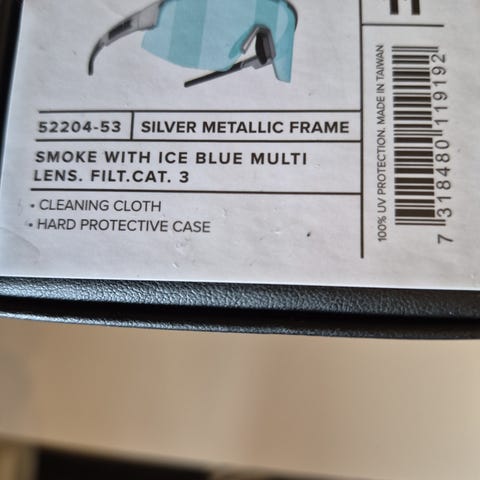 52204-53 SILVER METALLIC FRAME
SMOKE WITH ICE BLUE MULTI
LENS. FILT.CAT. 3
• CLEANING CLOTH
• HARD PROTECTIVE CASE
100% UV PROTECTION. MADE IN TAIWAN
7 318480 119192